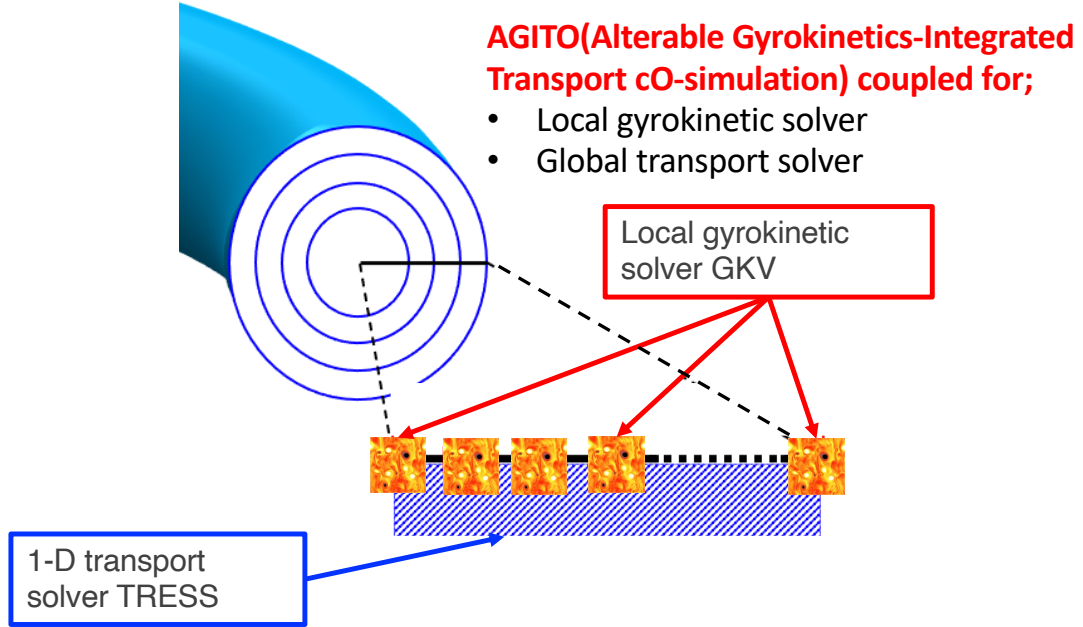 AGITO(Alterable Gyrokinetics-Integrated
Transport cO-simulation) coupled for;
• Local gyrokinetic solver
• Global transport solver
Local gyrokinetic
solver GKV
1-D transport
solver TRESS